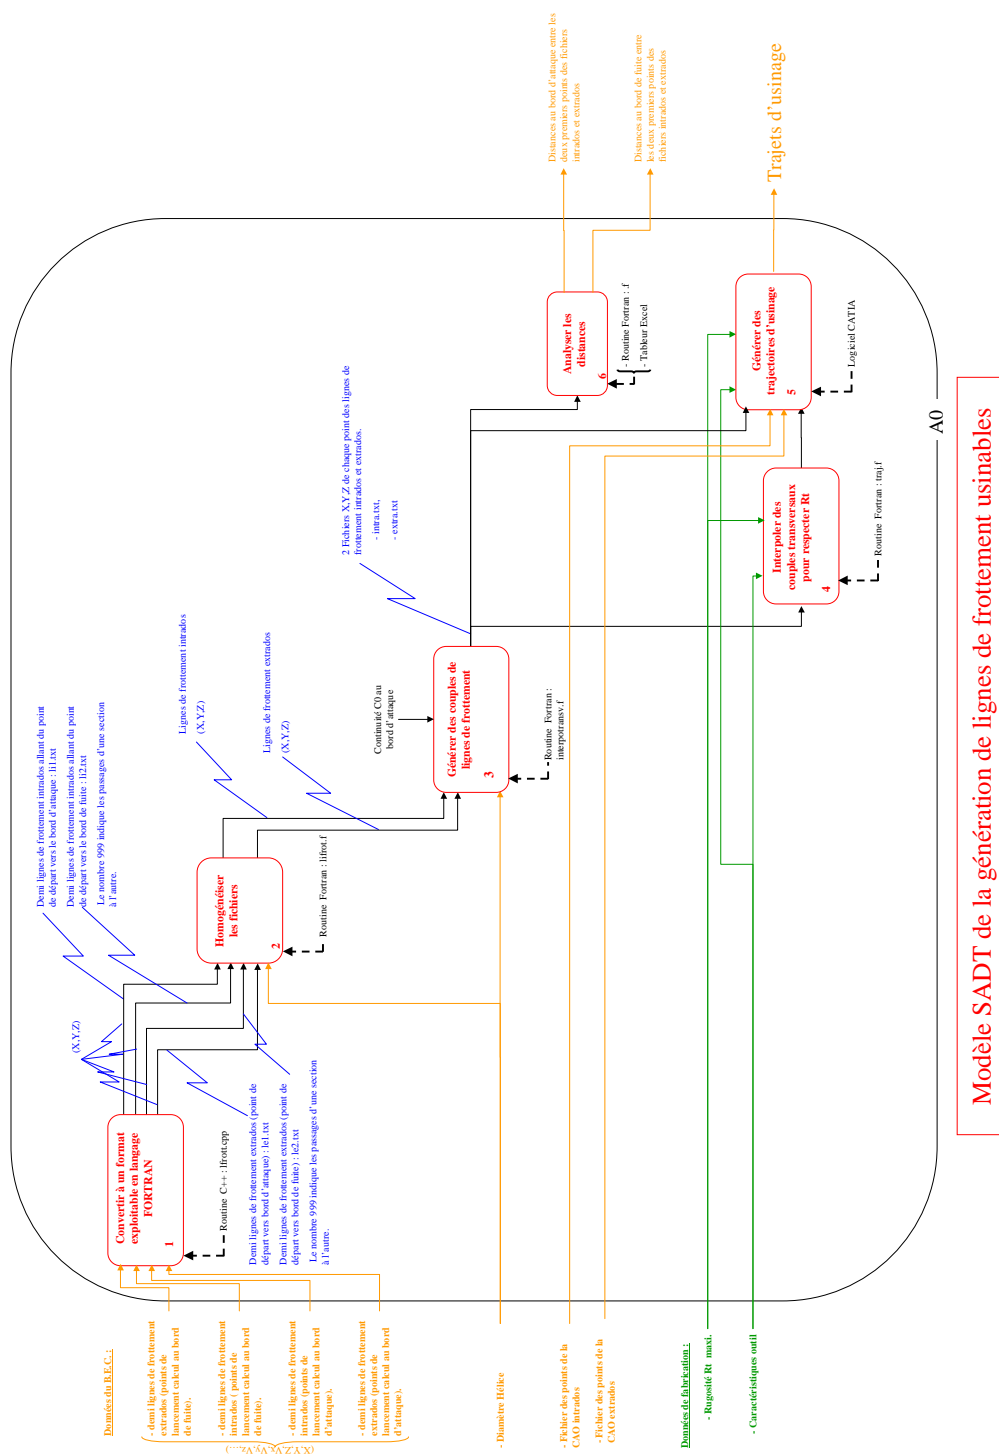 Données du B.E.C. :
- demi lignes de frottement
extrados (points de
lancement calcul au bord
de fuite),
- demi lignes de frottement
intrados ( points de
lancement calcul au bord
de fuite),
- demi lignes de frottement
intrados (points de
lancement calcul au bord
d'attaque),
- demi lignes de frottement
extrados (points de
lancement calcul au bord
d'attaque),
- Diamètre Hélice
- Fichier des points de la
CAO intrados
- Fichier des points de la
CAO extrados
Données de fabrication :
- Rugosité Rt maxi.
- Caractéristiques outil
Convertir à un format
exploitable en langage
FORTRAN
1
Routine C++ : lfrott.cpp
(X,Y,Z)
Demi lignes de frottement intrados allant du point
de départ vers le bord d'attaque : li1.txt
Demi lignes de frottement intrados allant du point
de départ vers le bord de fuite : li2.txt
Le nombre 999 indique les passages d'une section
à l'autre.
Demi lignes de frottement extrados (point de
départ vers bord d'attaque) : le1.txt
Demi lignes de frottement extrados (point de
départ vers bord de fuite) : le2.txt
Le nombre 999 indique les passages d'une section
à l'autre.
Homogénéiser
les fichiers
2
Routine Fortran : lifrot.f
Lignes de frottement intrados
(X,Y,Z)
Lignes de frottement extrados
(X,Y,Z)
Continuité C0 au
bord d'attaque
Générer des couples de
lignes de frottement
3
Routine Fortran :
interpotransv.f
2 Fichiers X,Y,Z de chaque point des lignes de
frottement intrados et extrados.
- intra.txt,
- extra.txt
Interpoler des
couples transversaux
pour respecter Rt
4
Routine Fortran : traj.f
Analyser les
distances
6
- Routine Fortran : .f
- Tableur Excel
Générer des
trajectoires d'usinage
5
Logiciel CATIA
Distances au bord d'attaque entre les
deux premiers points des fichiers
intrados et extrados
Distances au bord de fuite entre
les deux premiers points des
fichiers intrados et extrados
Trajets d'usinage
A0
Modèle SADT de la génération de lignes de frottement usinables